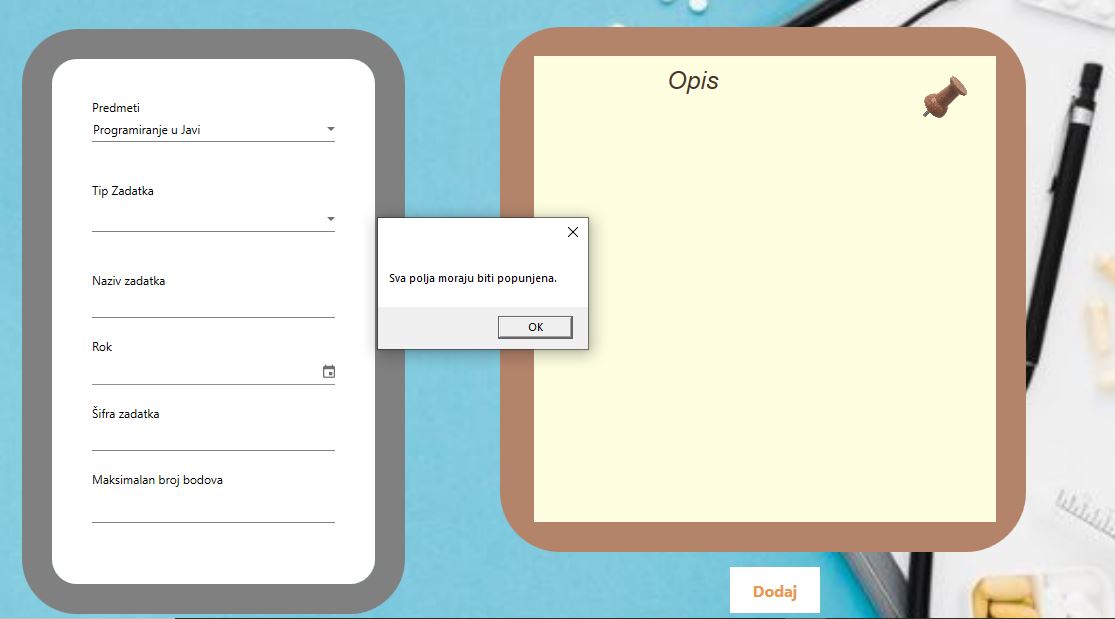 Predmeti
Programiranje u Javi
Tip Zadatka
Naziv zadatka
Rok
Šifra zadatka
Maksimalan broj bodova
Sva polja moraju biti popunjena.
OK
Opis
Dodaj